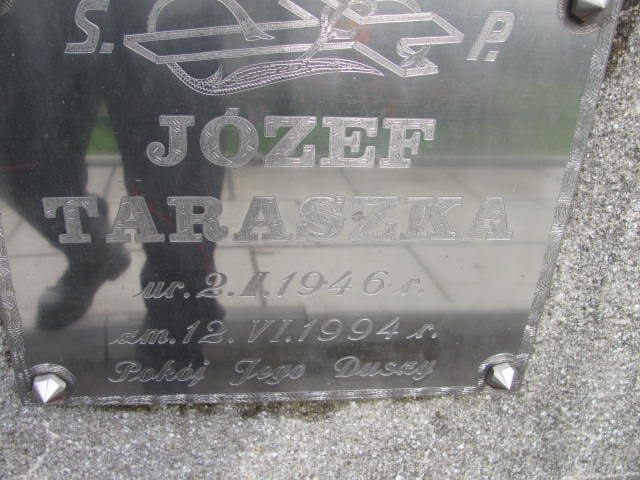 Ś. P.
JÓZEF
TARASZKA
ur. 2.II.1946 r.
zm. 12.VI.1994 r.
Pokój Jego Duszy